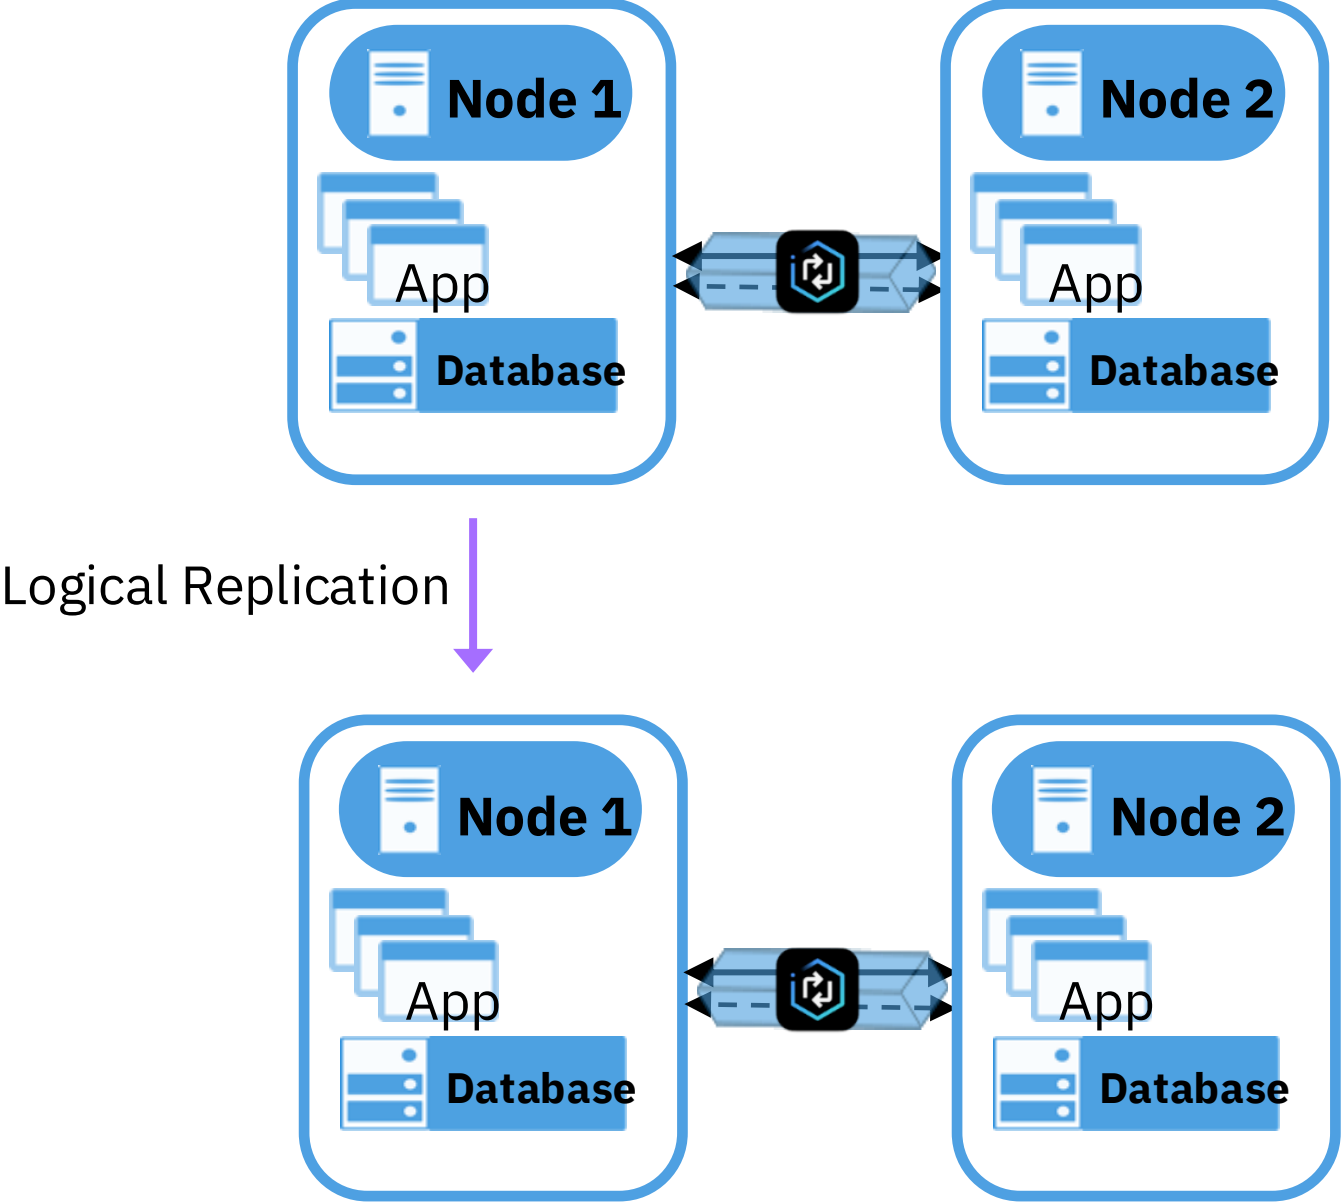 Node 1
Node 2
App
App
Database
Database
Logical Replication
Node 1
Node 2
App
App
Database
Database